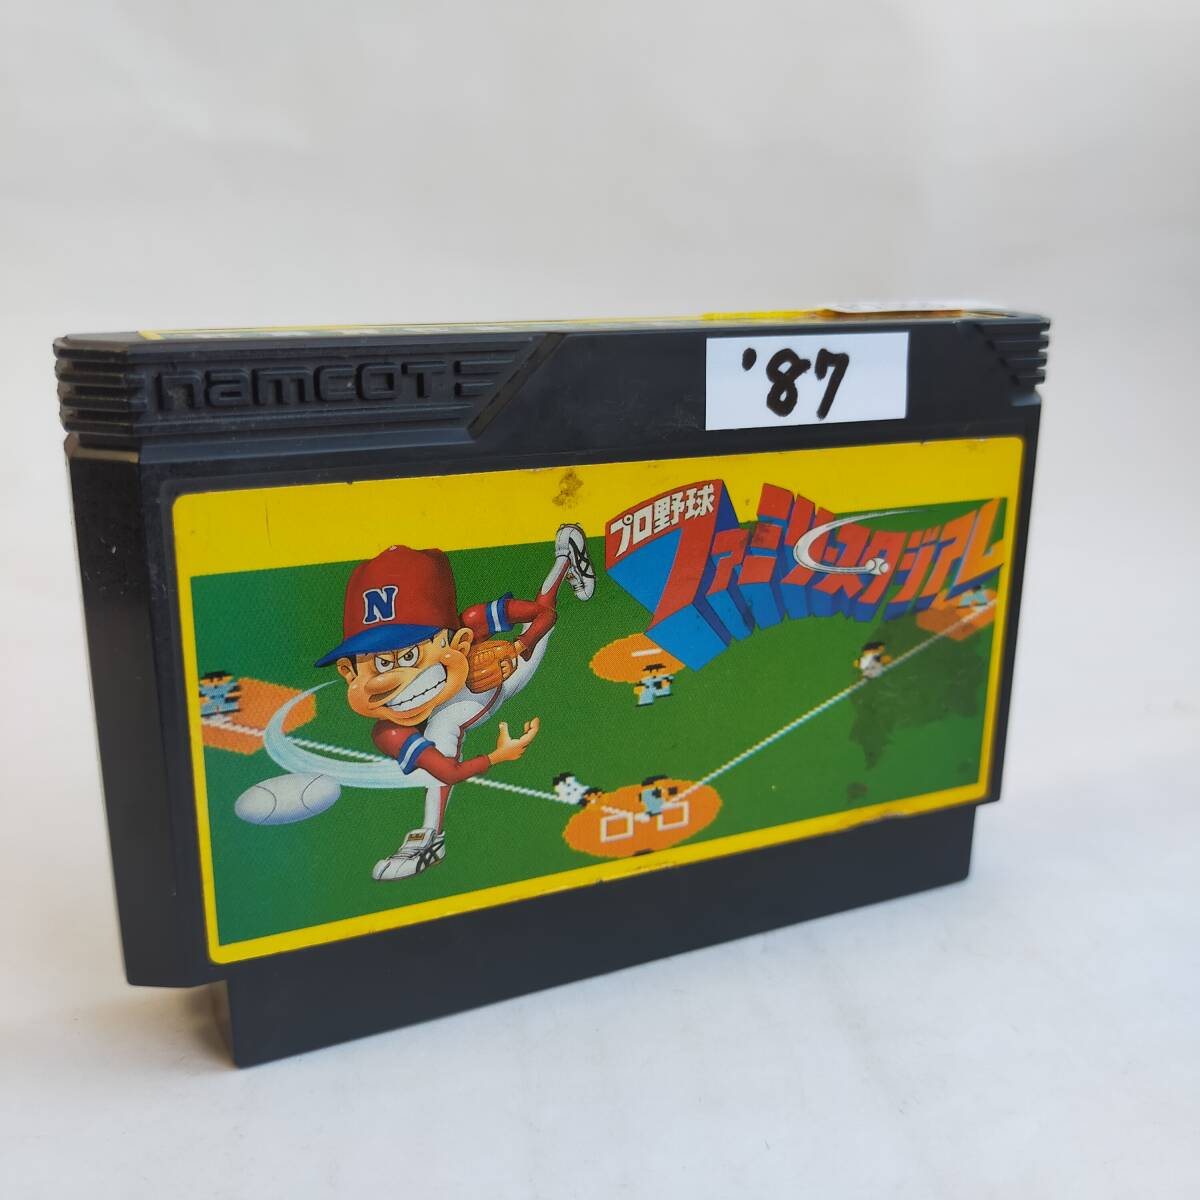 namcot
'87
プロ野球
ファミリースタジアム
N